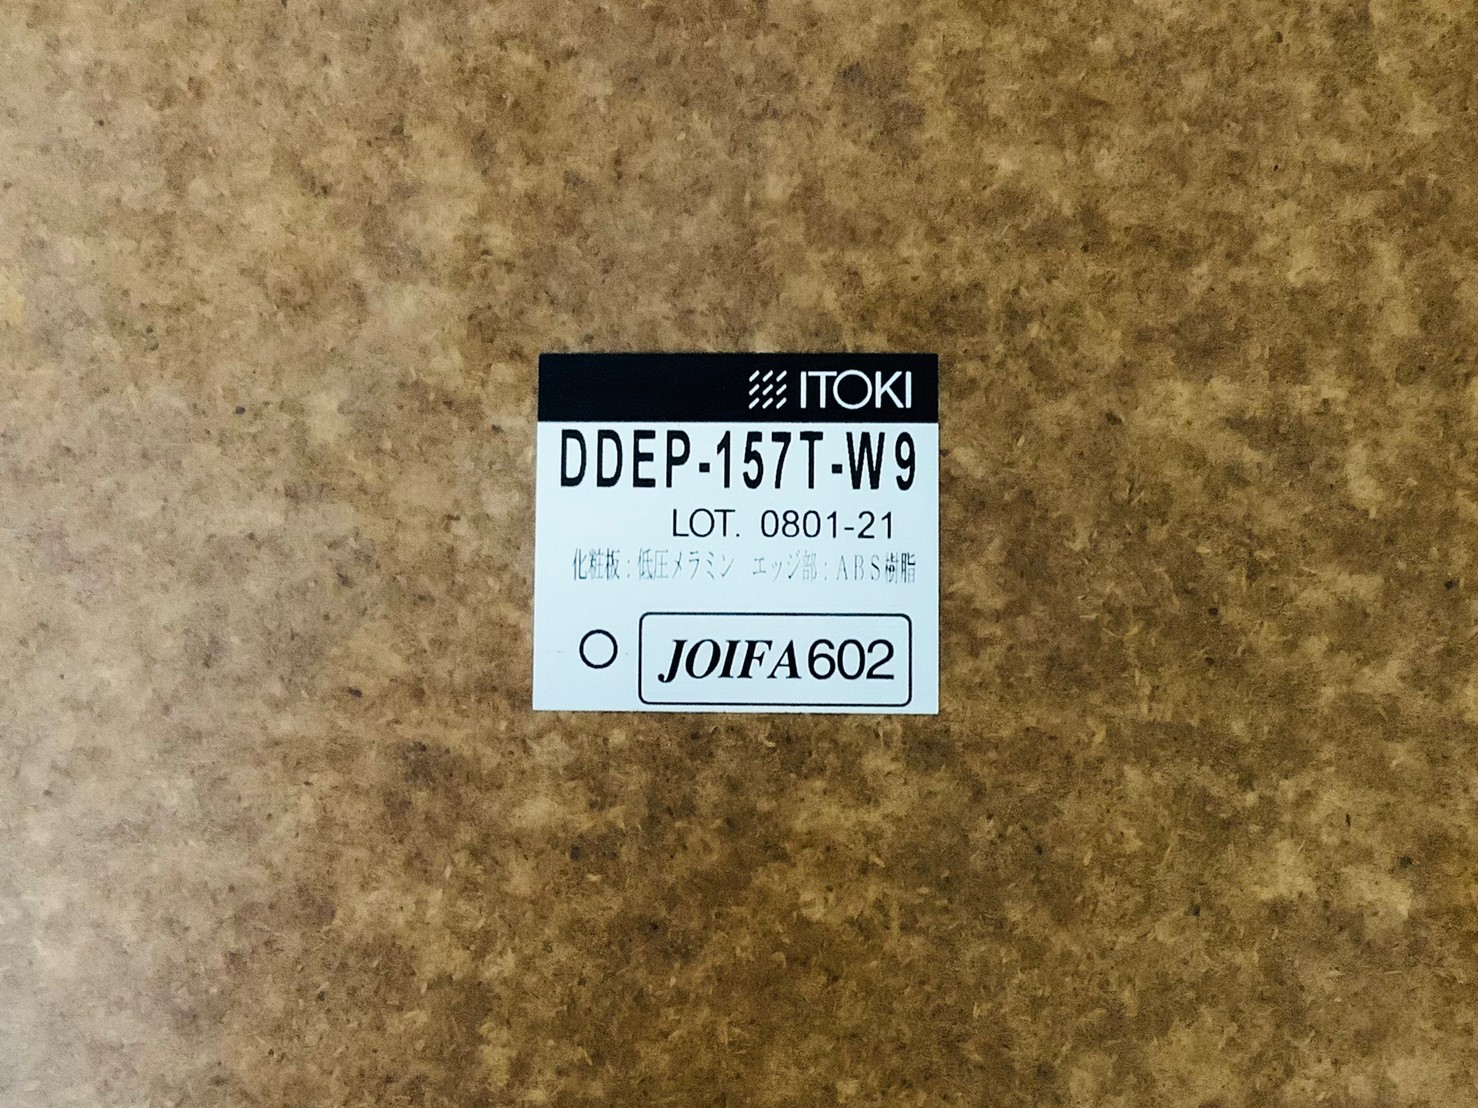 ITOKI
DDEP-157T-W9
LOT. 0801-21
化粧板：低圧メラミン　エッジ部：ABS樹脂
JOIFA602